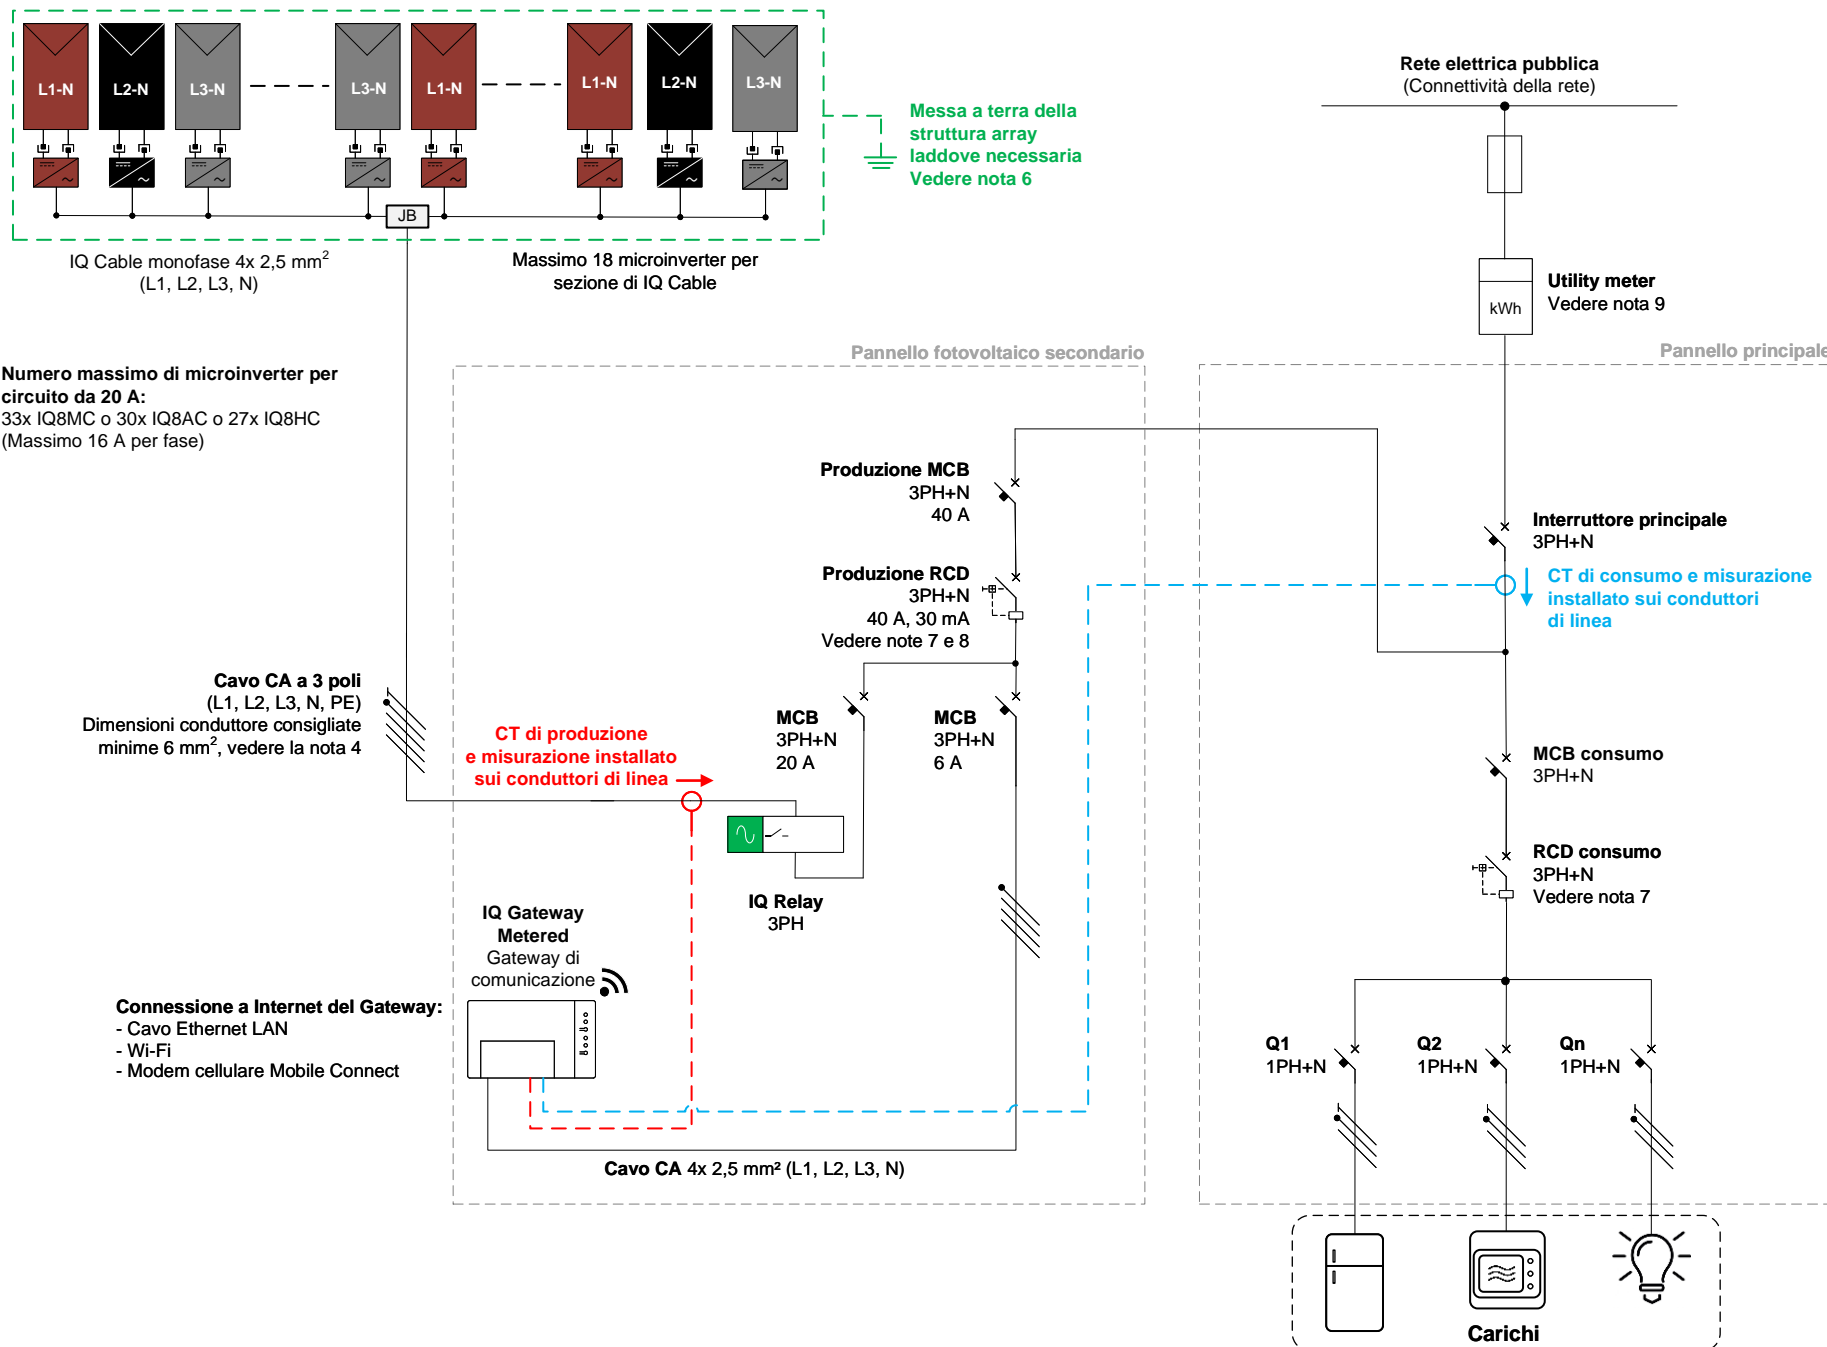 L1-N
L2-N
L3-N
L3-N
L1-N
L1-N
L2-N
L3-N
JB
IQ Cable monofase 4x 2,5 mm²
(L1, L2, L3, N)
Massimo 18 microinverter per
sezione di IQ Cable
Messa a terra della
struttura array
laddove necessaria
Vedere nota 6
Rete elettrica pubblica
(Connettività della rete)
kWh
Utility meter
Vedere nota 9
Numero massimo di microinverter per
circuito da 20 A:
33x IQ8MC o 30x IQ8AC o 27x IQ8HC
(Massimo 16 A per fase)
Pannello fotovoltaico secondario
Pannello principale
Produzione MCB
3PH+N
40 A
Produzione RCD
3PH+N
40 A, 30 mA
Vedere note 7 e 8
Interruttore principale
3PH+N
CT di consumo e misurazione
installato sui conduttori
di linea
Cavo CA a 3 poli
(L1, L2, L3, N, PE)
Dimensioni conduttore consigliate
minime 6 mm², vedere la nota 4
CT di produzione
e misurazione installato
sui conduttori di linea
MCB
3PH+N
20 A
MCB
3PH+N
6 A
MCB consumo
3PH+N
RCD consumo
3PH+N
Vedere nota 7
IQ Relay
3PH
IQ Gateway
Metered
Gateway di
comunicazione
Connessione a Internet del Gateway:
- Cavo Ethernet LAN
- Wi-Fi
- Modem cellulare Mobile Connect
Cavo CA 4x 2,5 mm² (L1, L2, L3, N)
Q1
1PH+N
Q2
1PH+N
Qn
1PH+N
Carichi